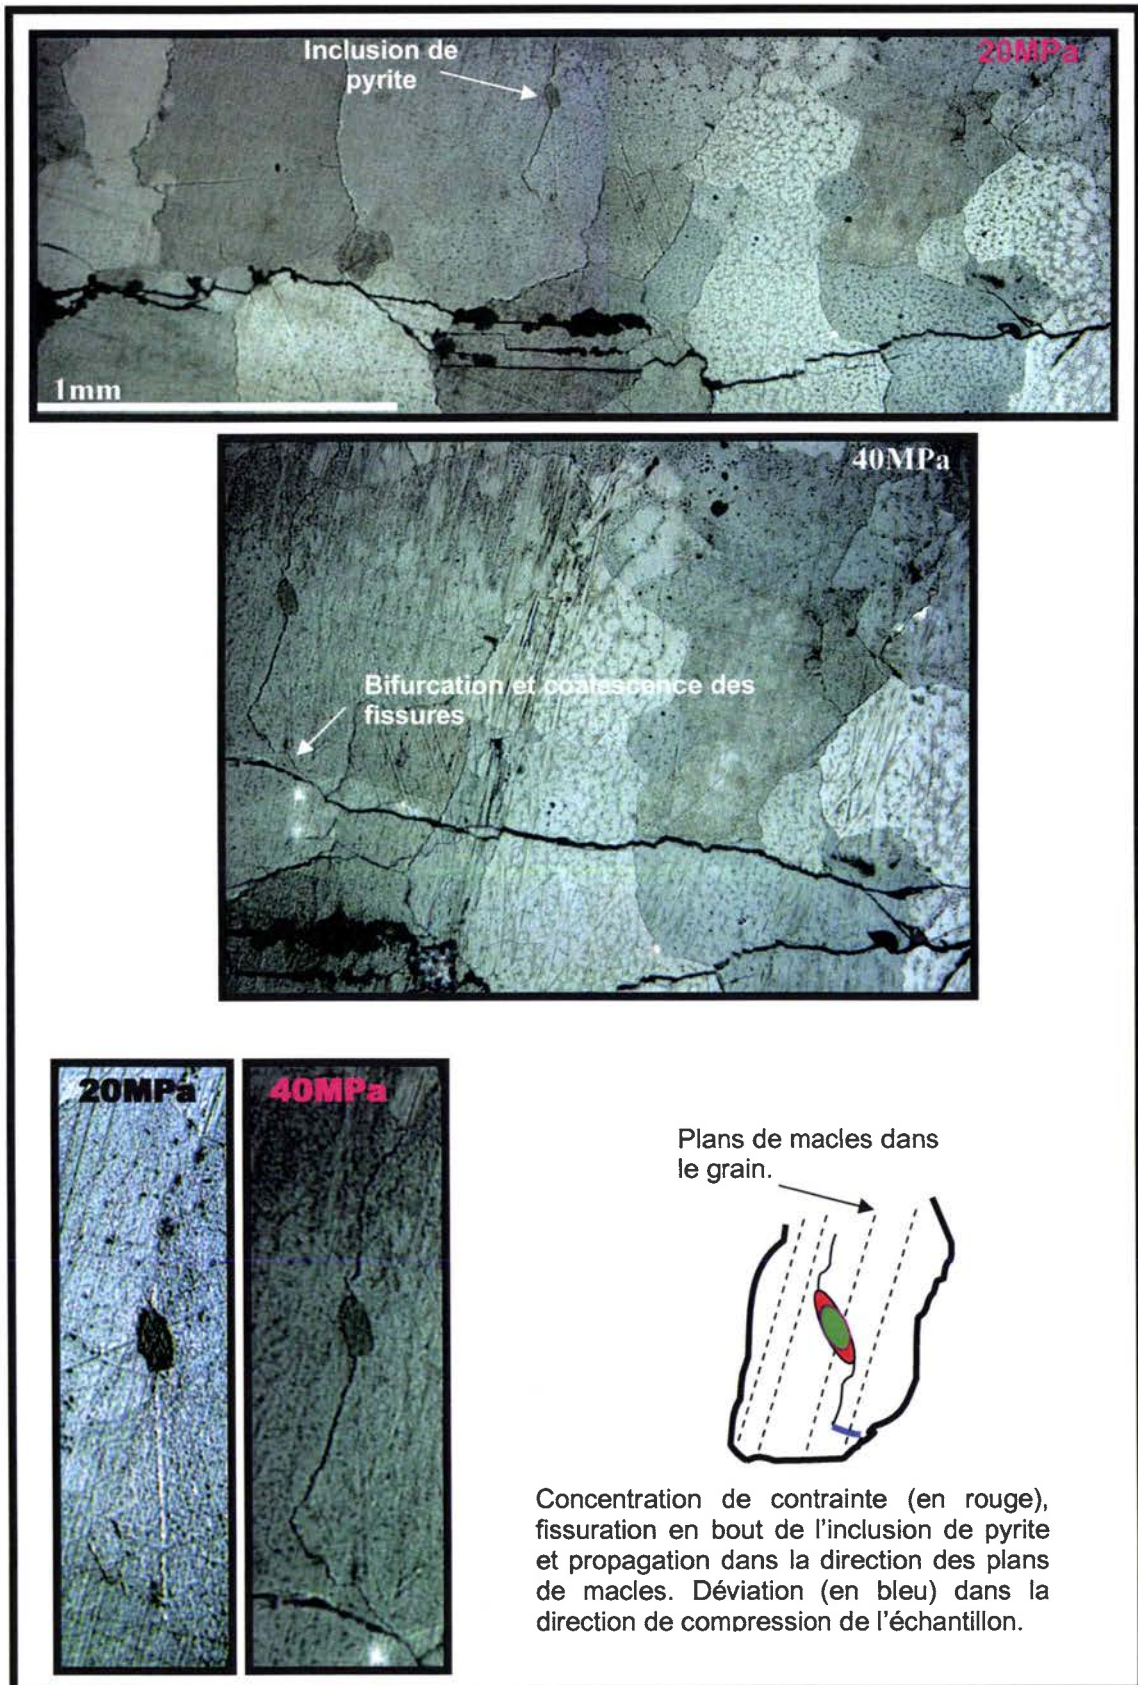 Inclusion de
pyrite
20MPa
1mm
40MPa
Bifurcation et coalescence des
fissures
20MPa
40MPa
Plans de macles dans
le grain.
Concentration de contrainte (en rouge),
fissuration en bout de l'inclusion de pyrite
et propagation dans la direction des plans
de macles. Déviation (en bleu) dans la
direction de compression de l'échantillon.